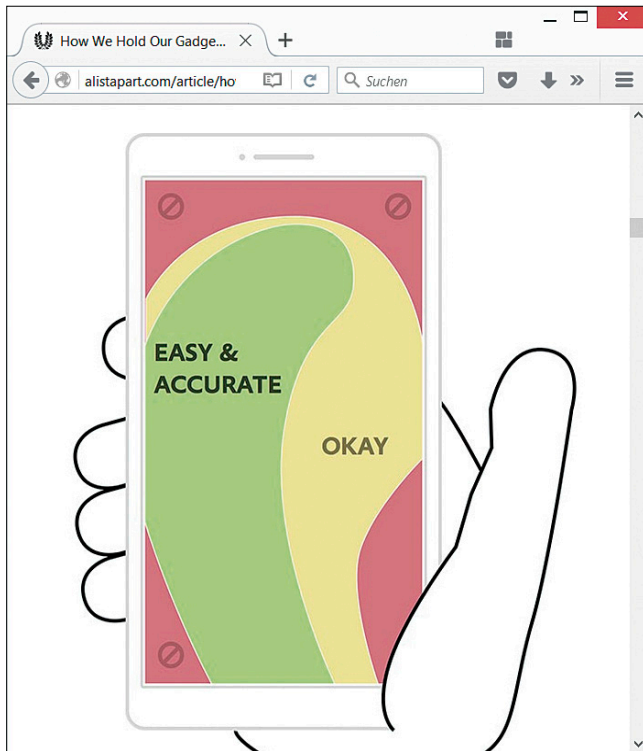 How We Hold Our Gadge...
alistapart.com/article/ho
Suchen
EASY &
ACCURATE
OKAY